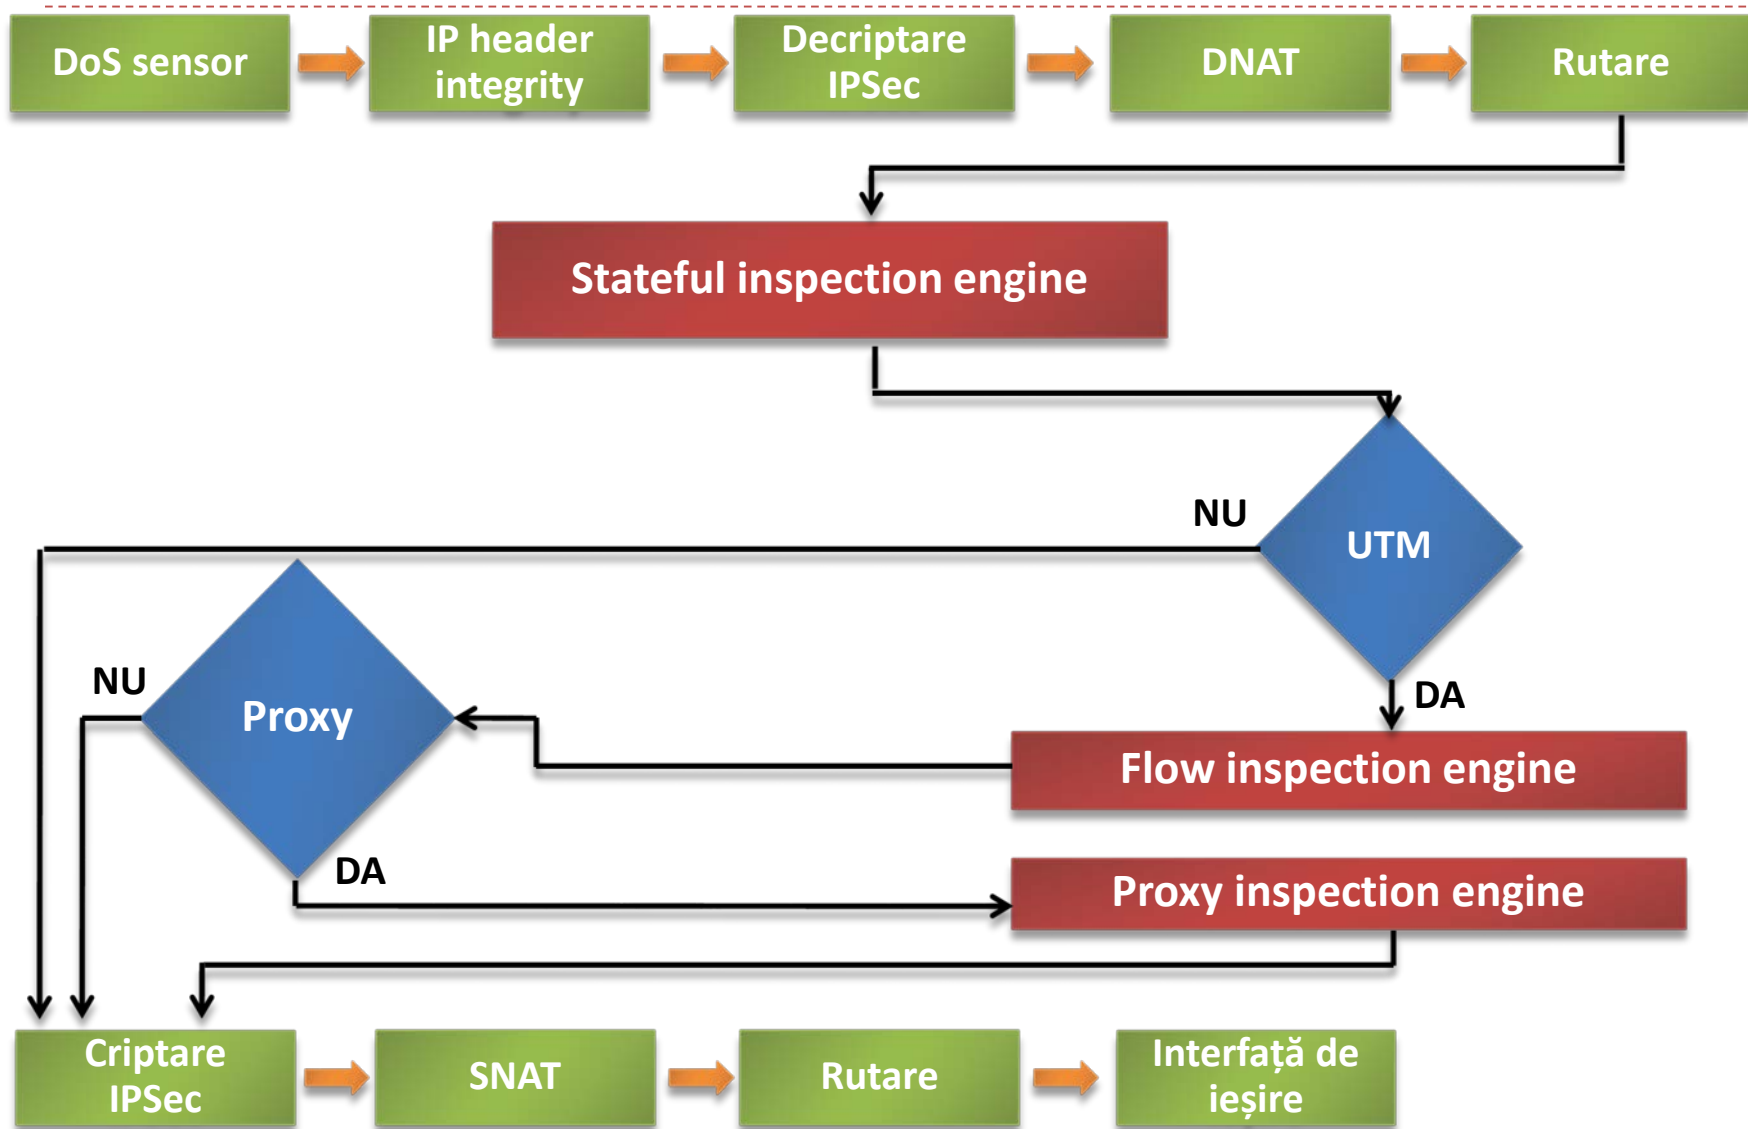 DoS sensor
IP header
integrity
Decriptare
IPSec
DNAT
Rutare
Stateful inspection engine
NU
UTM
DA
NU
Proxy
DA
Flow inspection engine
Proxy inspection engine
Criptare
IPSec
SNAT
Rutare
Interfață de
ieșire